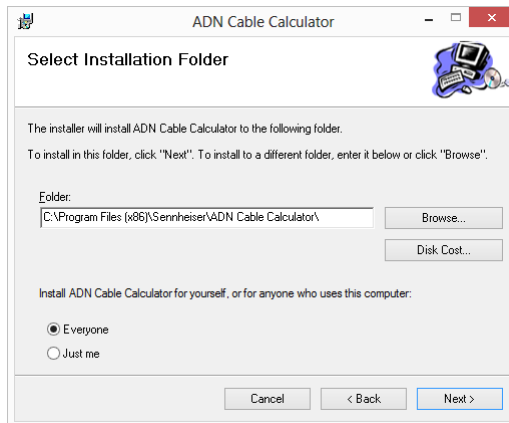 ADN Cable Calculator
Select Installation Folder
The installer will install ADN Cable Calculator to the following folder.
To install in this folder, click "Next". To install to a different folder, enter it below or click "Browse".
Folder:
C:\Program Files (x86)\Sennheiser\ADN Cable Calculator\
Browse...
Disk Cost...
Install ADN Cable Calculator for yourself, or for anyone who uses this computer:
Everyone
Just me
Cancel
< Back
Next >